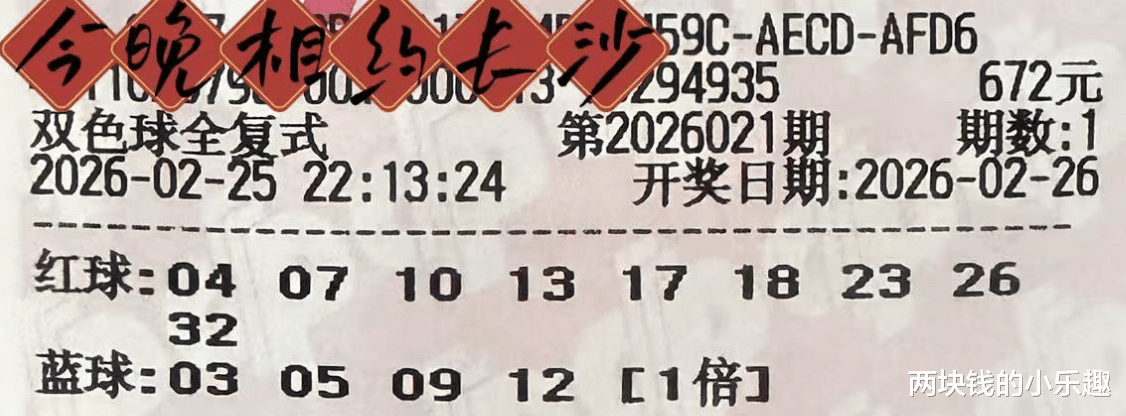 今晚相约长沙
59C-AECD-AFD6
294935 672元
双色球全复式 第2026021期 期数:1
2026-02-25 22:13:24 开奖日期:2026-02-26
红球:04 07 10 13 17 18 23 26
32
蓝球:03 05 09 12 [1倍]
两块钱的小乐趣